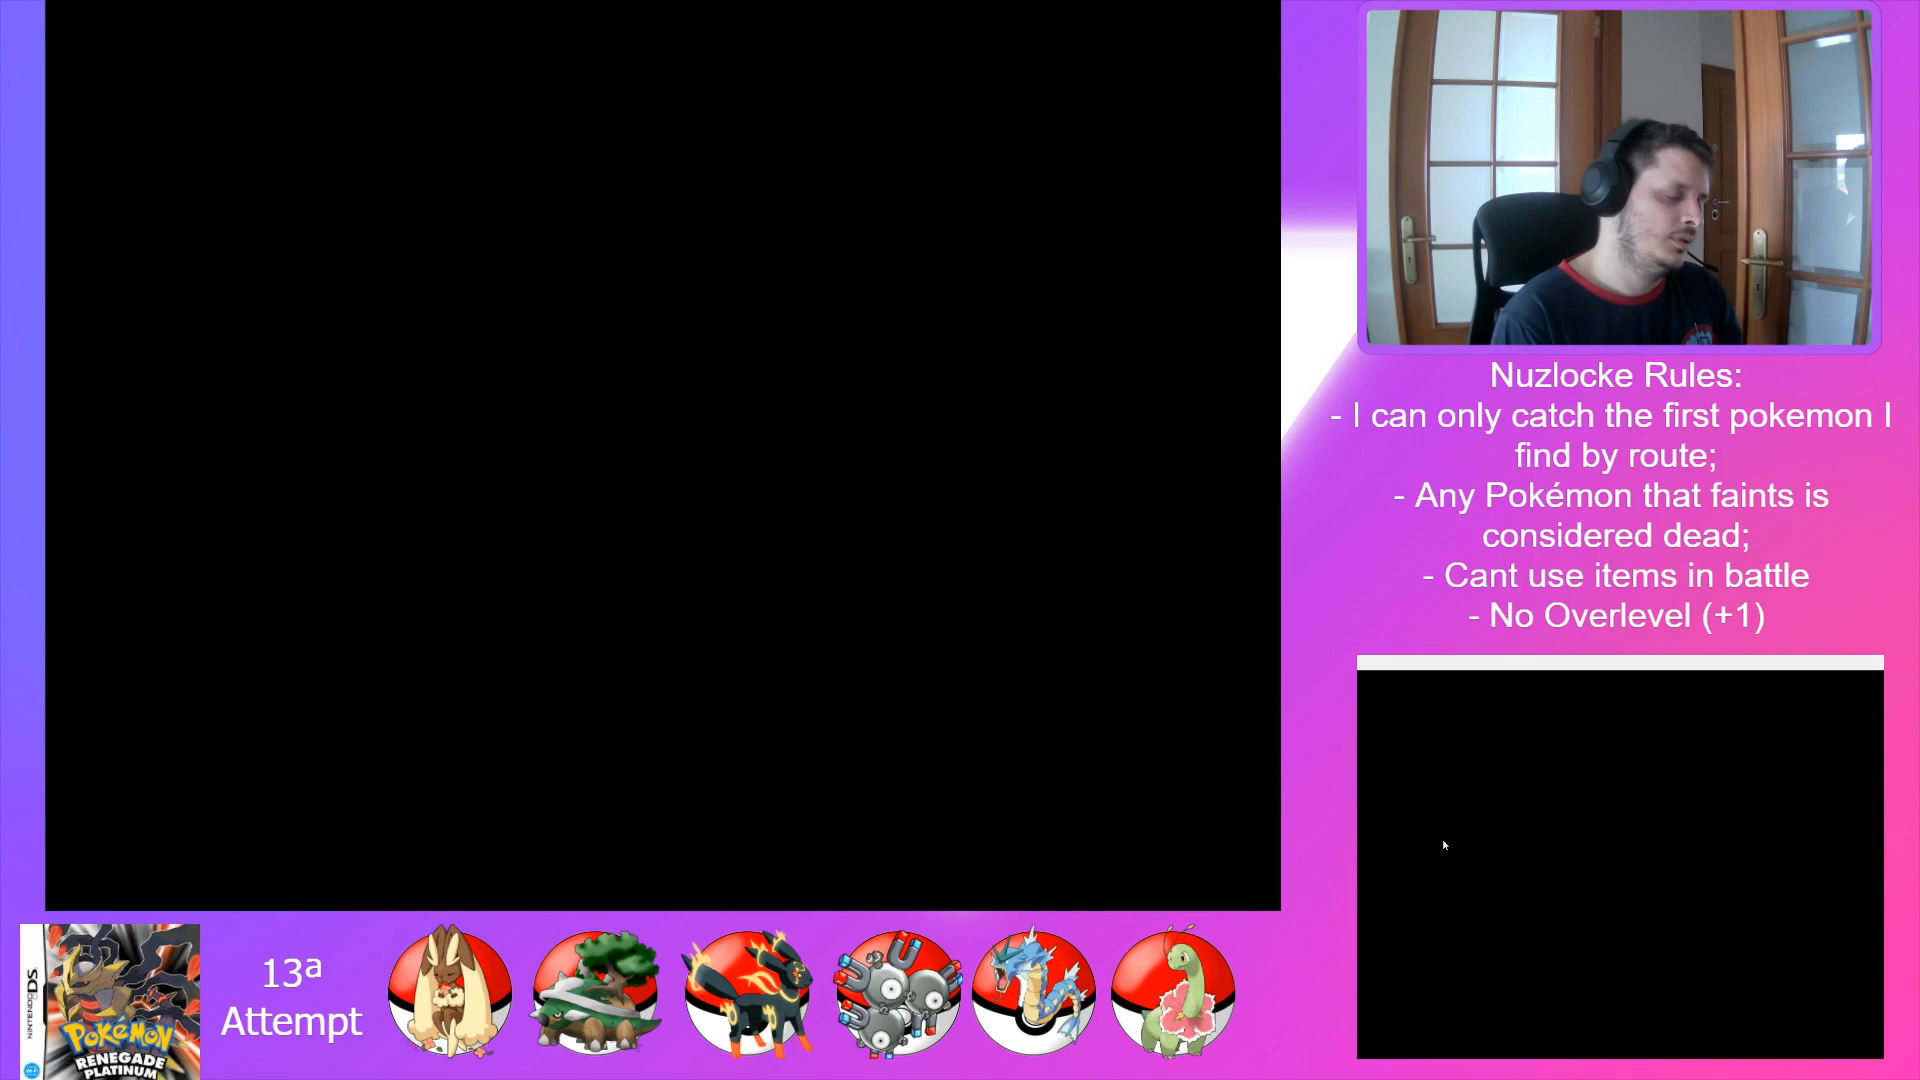 Nuzlocke Rules:
- I can only catch the first pokemon I
find by route;
- Any Pokémon that faints is
considered dead;
- Cant use items in battle
- No Overlevel (+1)
13ª
Attempt
NINTENDO DS
POKéMON
RENEGADE
PLATINUM